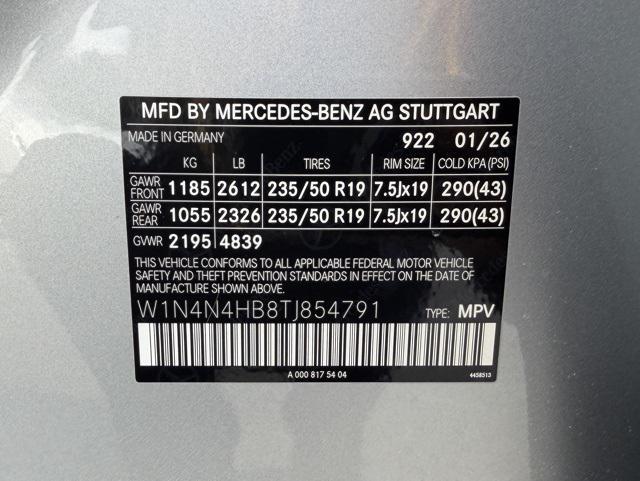 MFD BY MERCEDES-BENZ AG STUTTGART
MADE IN GERMANY 922 01/26
KG LB TIRES RIM SIZE COLD KPA(PSI)
GAWR FRONT 1185 2612 235/50 R19 7.5Jx19 290(43)
GAWR REAR 1055 2326 235/50 R19 7.5Jx19 290(43)
GVWR 2195 4839
THIS VEHICLE CONFORMS TO ALL APPLICABLE FEDERAL MOTOR VEHICLE
SAFETY AND THEFT PREVENTION STANDARDS IN EFFECT ON THE DATE OF
MANUFACTURE SHOWN ABOVE.
W1N4N4HB8TJ854791 TYPE: MPV
A 000 817 54 04 4458513